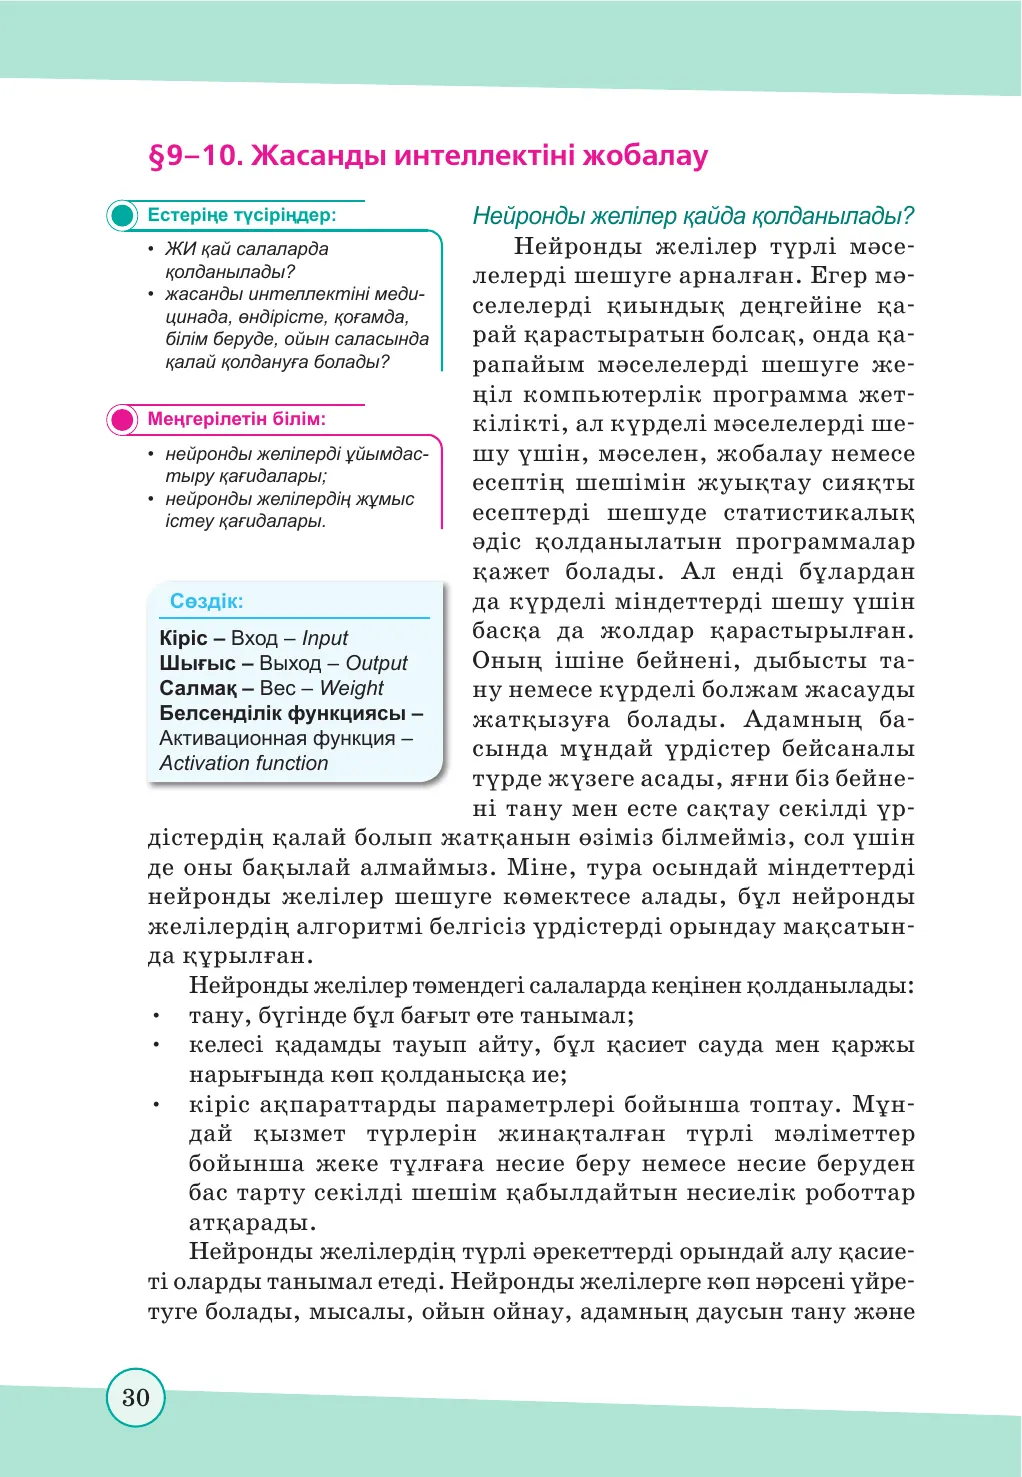 §9–10. Жасанды интеллектіні жобалау
Естеріңе түсіріңдер:
• ЖИ қай салаларда
қолданылады?
• жасанды интеллектіні меди-
цинада, өндірісте, қоғамда,
білім беруде, ойын саласында
қалай қолдануға болады?
Меңгерілетін білім:
• нейронды желілерді ұйымдас-
тыру қағидалары;
• нейронды желілердің жұмыс
істеу қағидалары.
Сөздік:
Кіріс – Вход – Input
Шығыс – Выход – Output
Салмақ – Вес – Weight
Белсенділік функциясы –
Активационная функция –
Activation function
Нейронды желілер қайда қолданылады?
Нейронды желілер түрлі мәсе-
лелерді шешуге арналған. Егер мә-
селелерді қиындық деңгейіне қа-
рай қарастыратын болсақ, онда қа-
рапайым мәселелерді шешуге же-
ңіл компьютерлік программа жет-
кілікті, ал күрделі мәселелерді ше-
шу үшін, мәселен, жобалау немесе
есептің шешімін жуықтау сияқты
есептерді шешуде статистикалық
әдіс қолданылатын программалар
қажет болады. Ал енді бұлардан
да күрделі міндеттерді шешу үшін
басқа да жолдар қарастырылған.
Оның ішіне бейнені, дыбысты та-
ну немесе күрделі болжам жасауды
жатқызуға болады. Адамның ба-
сында мұндай үрдістер бейсаналы
түрде жүзеге асады, яғни біз бейне-
ні тану мен есте сақтау секілді үр-
дістердің қалай болып жатқанын өзіміз білмейміз, сол үшін
де оны бақылай алмаймыз. Міне, тура осындай міндеттерді
нейронды желілер шешуге көмектесе алады, бұл нейронды
желілердің алгоритмі белгісіз үрдістерді орындау мақсатын-
да құрылған.
Нейронды желілер төмендегі салаларда кеңінен қолданылады:
• тану, бүгінде бұл бағыт өте танымал;
• келесі қадамды тауып айту, бұл қасиет сауда мен қаржы
нарығында көп қолданысқа ие;
• кіріс ақпараттарды параметрлері бойынша топтау. Мұн-
дай қызмет түрлерін жинақталған түрлі мәліметтер
бойынша жеке тұлғаға несие беру немесе несие беруден
бас тарту секілді шешім қабылдайтын несиелік роботтар
атқарады.
Нейронды желілердің түрлі әрекеттерді орындай алу қасие-
ті оларды танымал етеді. Нейронды желілерге көп нәрсені үйре-
туге болады, мысалы, ойын ойнау, адамның даусын тану және
30